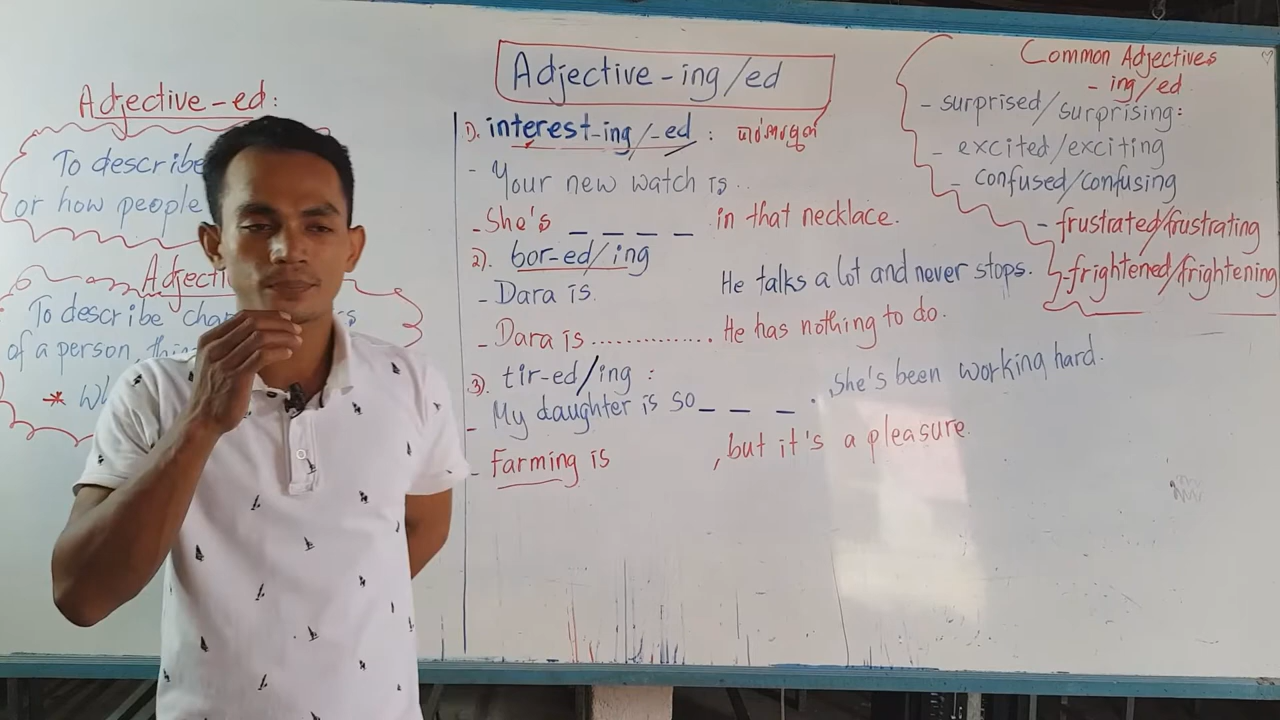 Adjective-ed:
To describe
or how people
Adjecti
To describe char
of a person, thin
* Wh
Adjective-ing/ed
1). interest-ing/-ed :
- Your new watch is..
- She's _ _ _ _ in that necklace.
2). bor-ed/ing
- Dara is. He talks a lot and never stops.
- Dara is .............. He has nothing to do.
3). tir-ed/ing :
- My daughter is so _ _ _ . She's been working hard.
- Farming is , but it's a pleasure.
Common Adjectives
- ing/ed
- surprised/surprising:
- excited/exciting
- confused/confusing
- frustrated/frustrating
- frightened/frightening